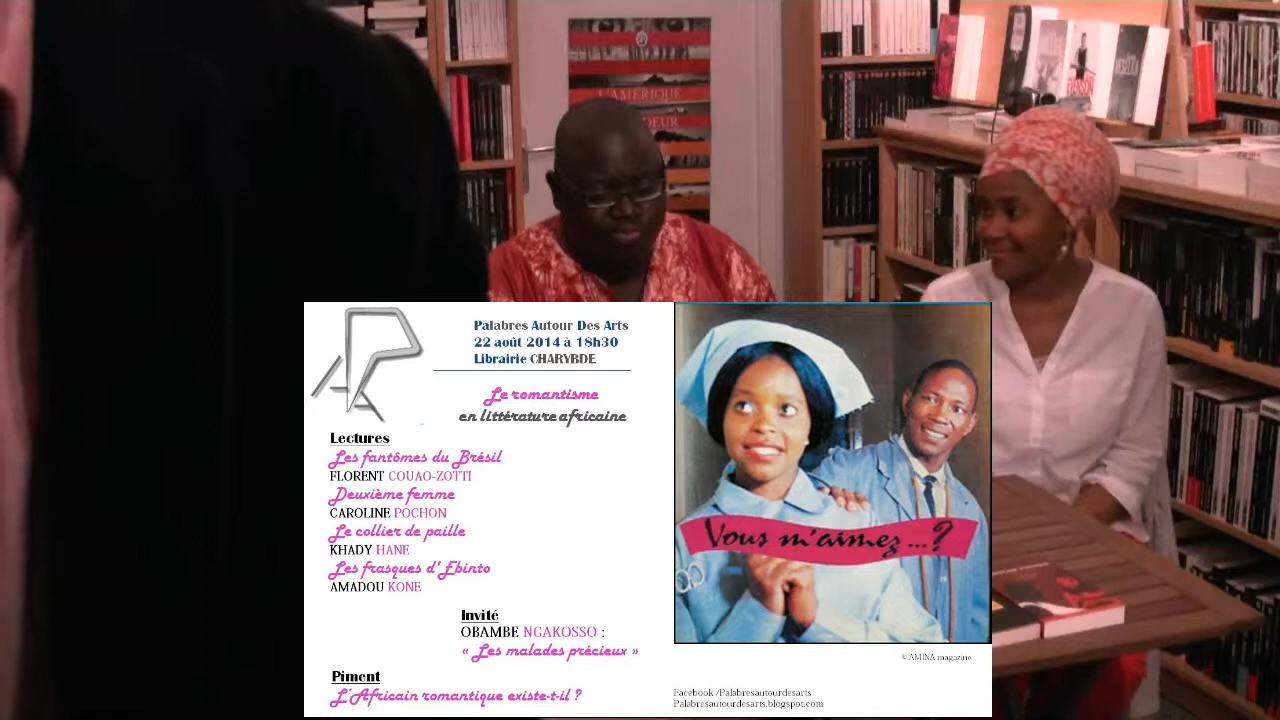 L'AMÉRIQUE
Palabres Autour Des Arts
22 août 2014 à 18h30
Librairie CHARYBDE
Le romantisme
en littérature africaine
Lectures
Les fantômes du Brésil
FLORENT COUAO-ZOTTI
Deuxième femme
CAROLINE POCHON
Le collier de paille
KHADY HANE
Les frasques d'Ebinto
AMADOU KONE
Invité
OBAMBE NGAKOSSO :
« Les malades précieux »
Piment
L'Africain romantique existe-t-il ?
Vous m'aimez ...?
© AMINA magazine
Facebook /Palabresautourdesarts
Palabresautourdesarts.blogspot.com